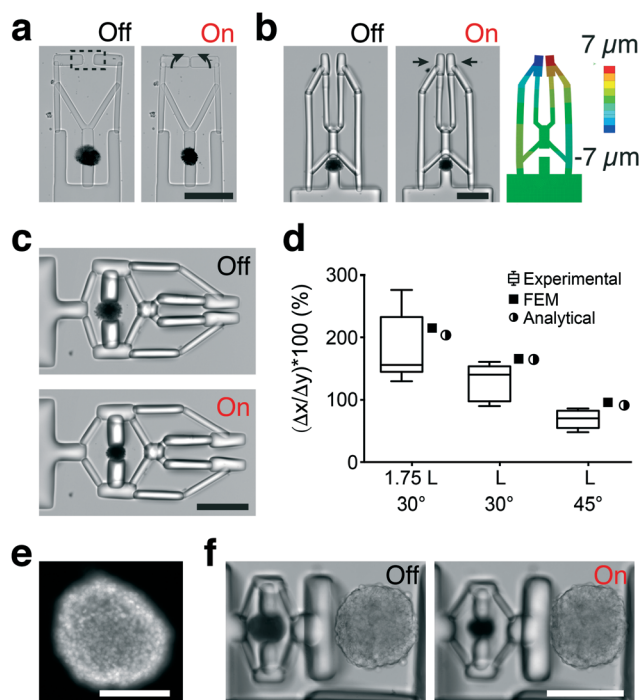 a
Off
On
b
Off
On
7 µm
-7 µm
c
Off
On
d
300
200
100
0
(Δx/Δy)*100 (%)
Experimental
FEM
Analytical
1.75 L
30°
L
30°
L
45°
e
f
Off
On